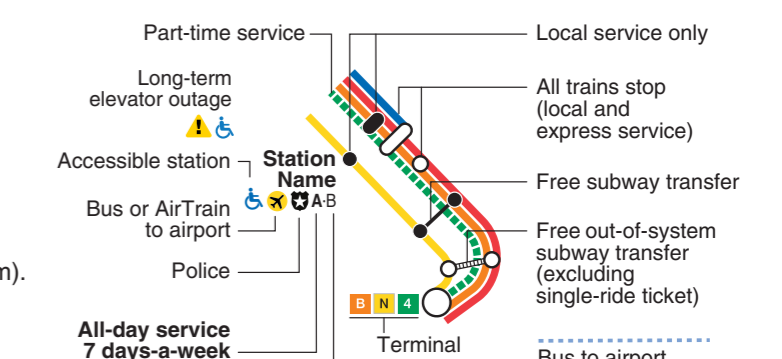 Part-time service
Local service only
Long-term
elevator outage
All trains stop
(local and
express service)
Accessible station
Station
Name
A-B
Free subway transfer
Bus or AirTrain
to airport
Free out-of-system
subway transfer
(excluding
single-ride ticket)
Police
m).
B N 4
Terminal
All-day service
7 days-a-week
Bus to airport